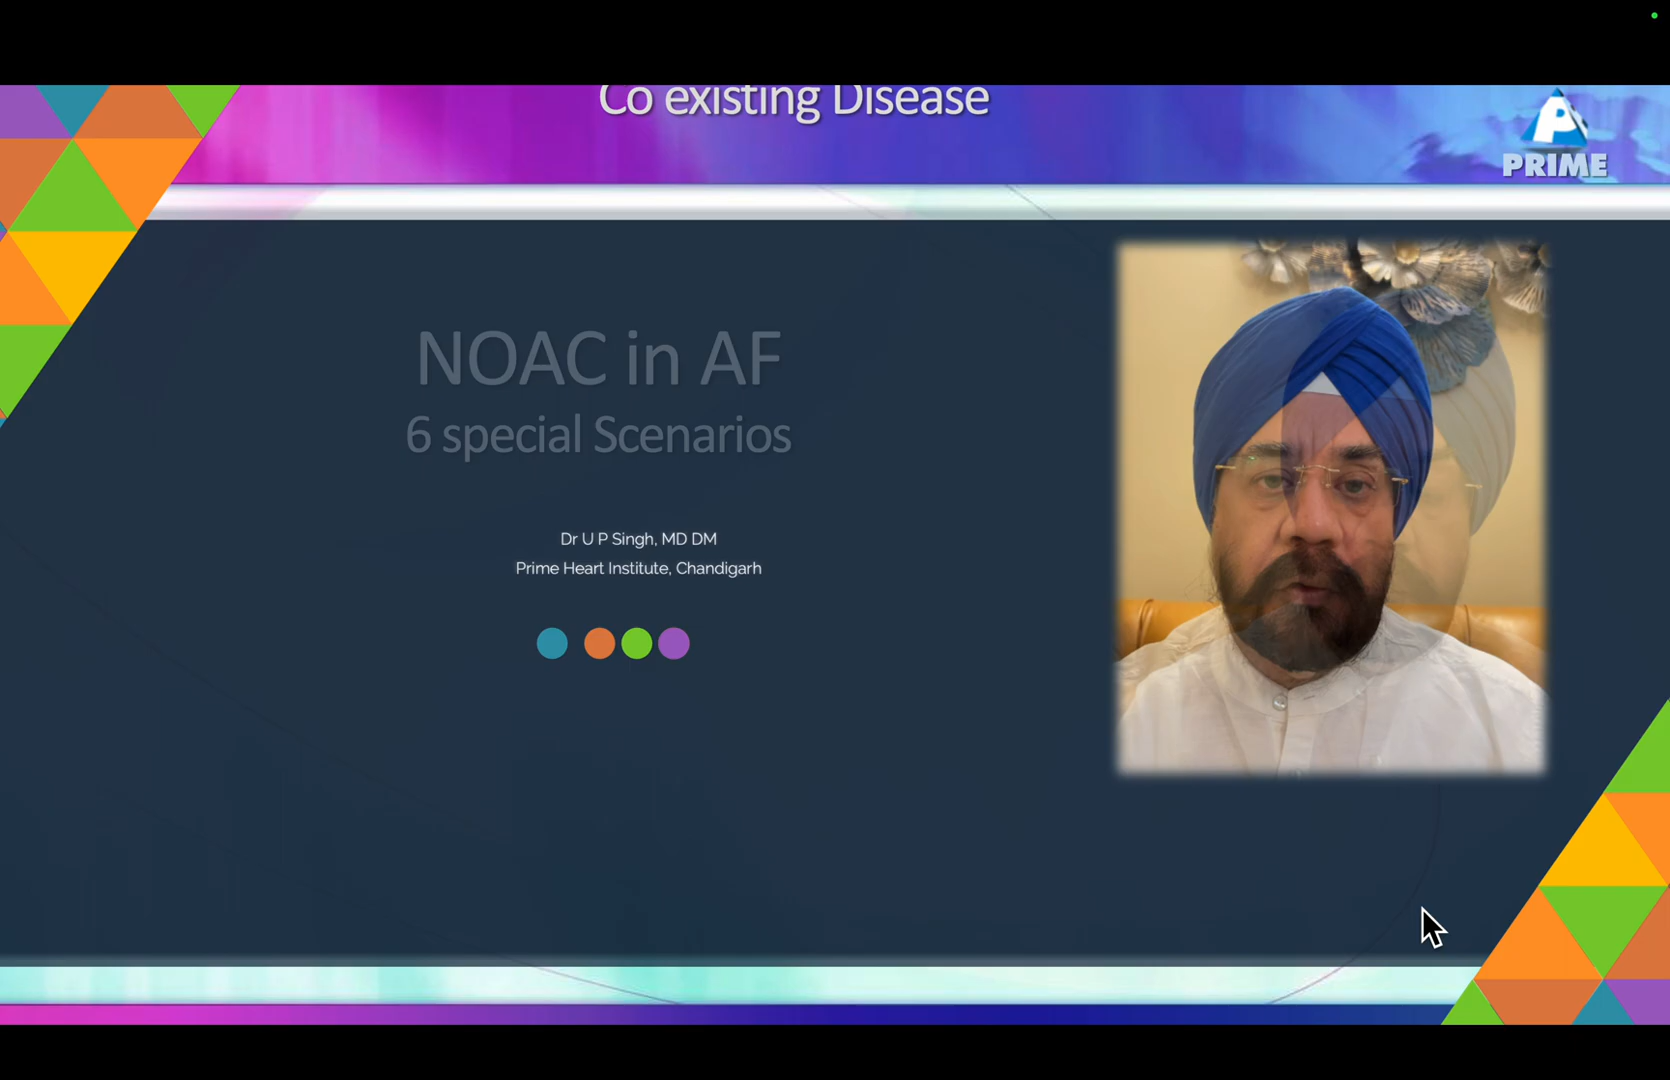 Co existing Disease
PRIME
NOAC in AF
6 special Scenarios
Dr U P Singh, MD DM
Prime Heart Institute, Chandigarh